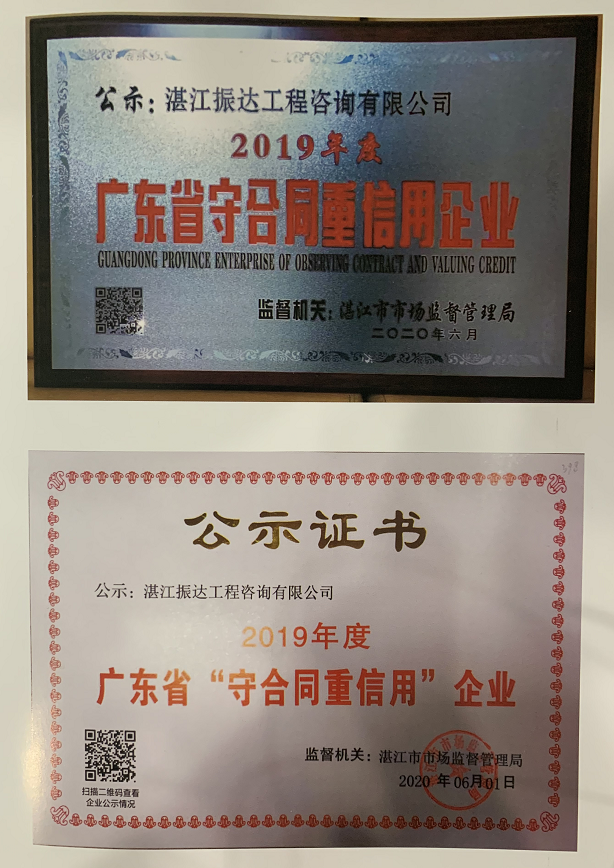 公示：湛江振达工程咨询有限公司
2019年度
广东省守合同重信用企业
GUANGDONG PROVINCE ENTERPRISE OF OBSERVING CONTRACT AND VALUING CREDIT
监督机关：湛江市市场监督管理局
二〇二〇年六月
公示证书
公示：湛江振达工程咨询有限公司
2019年度
广东省“守合同重信用”企业
监督机关：湛江市市场监督管理局
2020 年 06月 01日
扫描二维码查看
企业公示情况